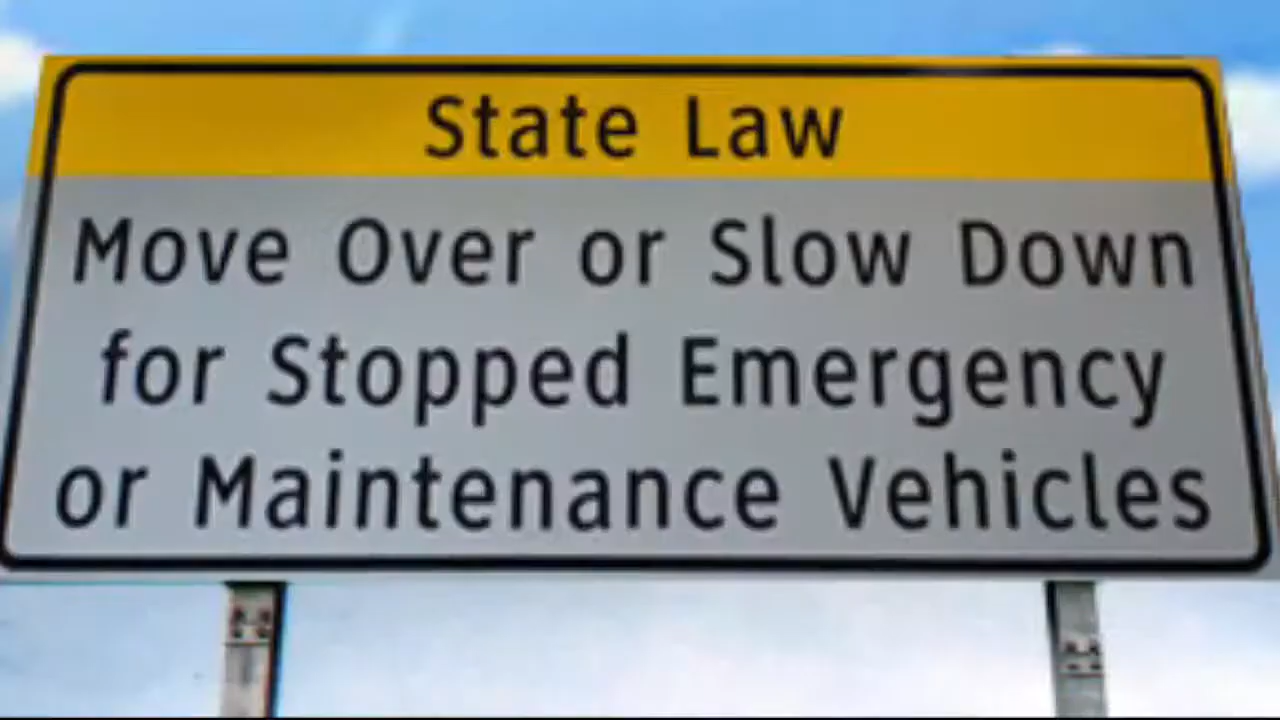 State Law
Move Over or Slow Down
for Stopped Emergency
or Maintenance Vehicles